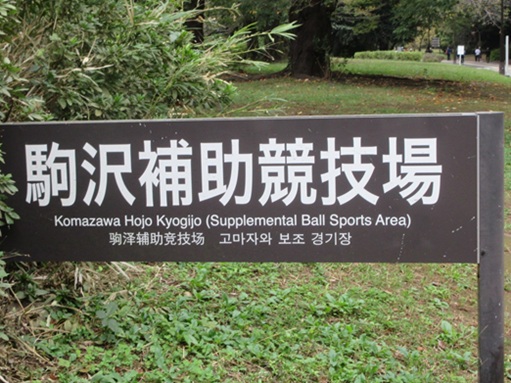 駒沢補助競技場
Komazawa Hojo Kyogijo (Supplemental Ball Sports Area)
驹泽辅助竞技场　고마자와 보조 경기장